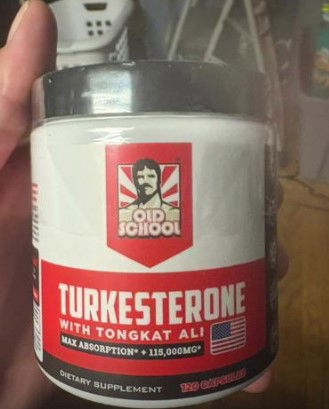 OLD
SCHOOL
TURKESTERONE
WITH TONGKAT ALI
MAX ABSORPTION* + 115,000MG*
DIETARY SUPPLEMENT
120 CAPSULES